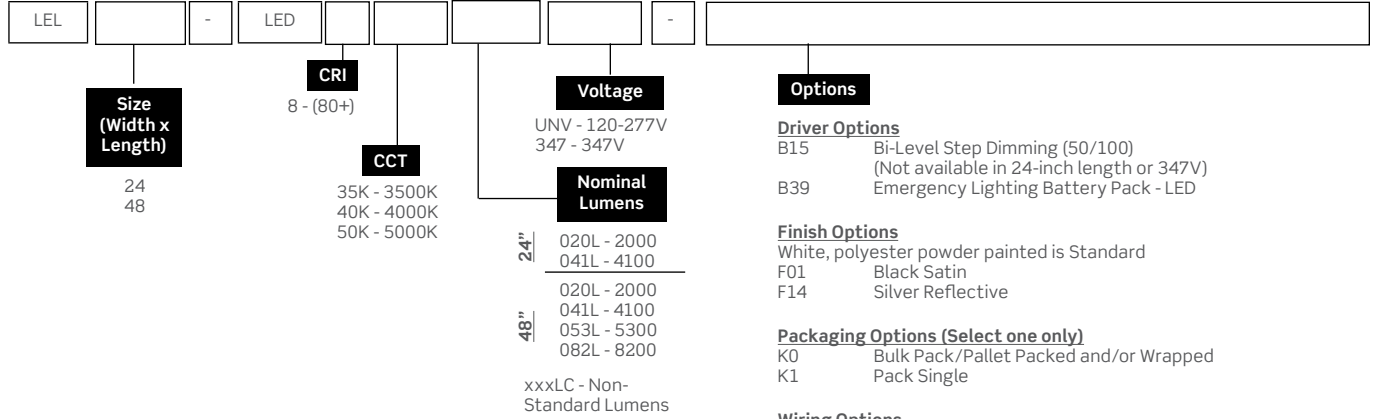 LEL - LED -
Size
(Width x
Length)
24
48
CRI
8 - (80+)
CCT
35K - 3500K
40K - 4000K
50K - 5000K
Voltage
UNV - 120-277V
347 - 347V
Nominal
Lumens
24”
020L - 2000
041L - 4100
48”
020L - 2000
041L - 4100
053L - 5300
082L - 8200
xxxLC - Non-
Standard Lumens
Options
Driver Options
B15 Bi-Level Step Dimming (50/100)
(Not available in 24-inch length or 347V)
B39 Emergency Lighting Battery Pack - LED
Finish Options
White, polyester powder painted is Standard
F01 Black Satin
F14 Silver Reflective
Packaging Options (Select one only)
K0 Bulk Pack/Pallet Packed and/or Wrapped
K1 Pack Single
Wiring Options